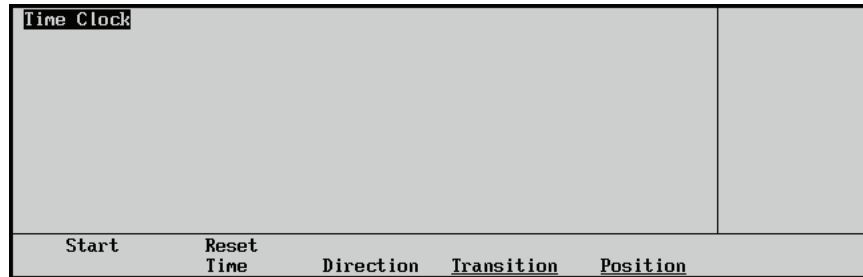 Time Clock
Start Reset
Time Direction Transition Position